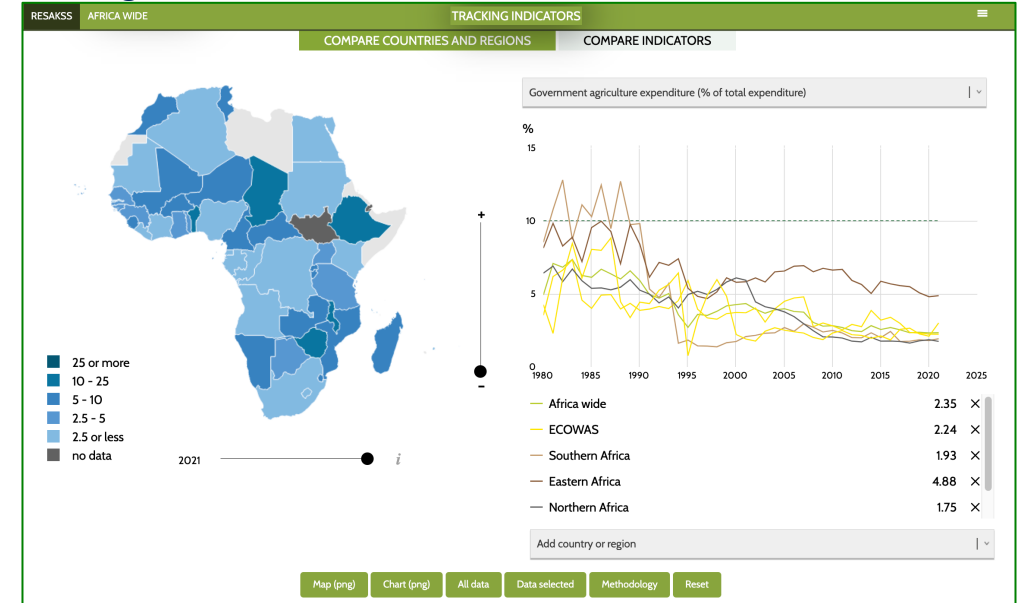 RESAKSS AFRICA WIDE TRACKING INDICATORS
COMPARE COUNTRIES AND REGIONS COMPARE INDICATORS
Government agriculture expenditure (% of total expenditure)
%
15
10
5
0
1980 1985 1990 1995 2000 2005 2010 2015 2020 2025
+
-
25 or more
10 - 25
5 - 10
2.5 - 5
2.5 or less
no data
2021
i
Africa wide 2.35 ×
ECOWAS 2.24 ×
Southern Africa 1.93 ×
Eastern Africa 4.88 ×
Northern Africa 1.75 ×
Add country or region
Map (png) Chart (png) All data Data selected Methodology Reset